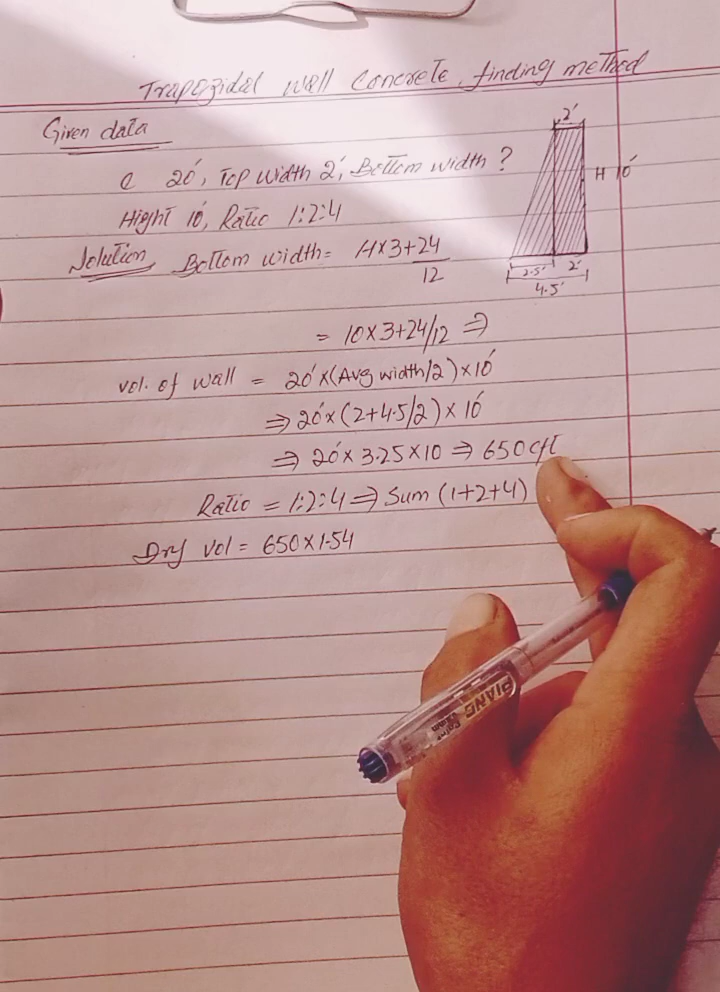 Trapozidal Wall Concrete finding method
Given data
2'
l 20', Top Width 2', Bottom width ?
H 10'
Hight 10', Ratio 1:2:4
Solution Bottom width = H×3+24/12
2.5' 2'
4.5'
= 10×3+24/12 ⇒
vol. of wall = 20'×(Avg width/2)×10'
⇒ 20'×(2+4.5/2)×10'
⇒ 20'×3.25×10 ⇒ 650 cft
Ratio = 1:2:4 ⇒ Sum (1+2+4)
Dry vol = 650×1.54
PIANO
Point